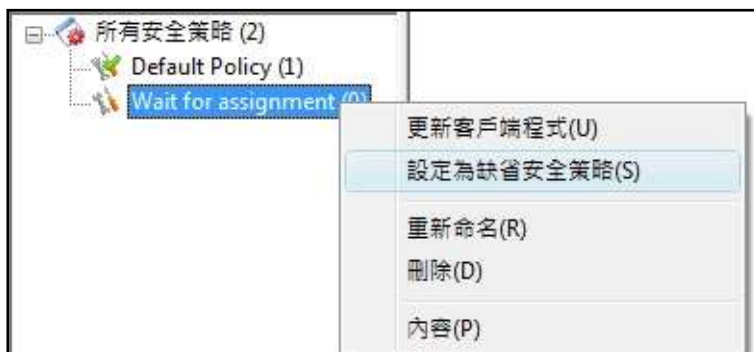 所有安全策略 (2)
Default Policy (1)
Wait for assignment (0)
更新客戶端程式(U)
設定為缺省安全策略(S)
重新命名(R)
刪除(D)
內容(P)